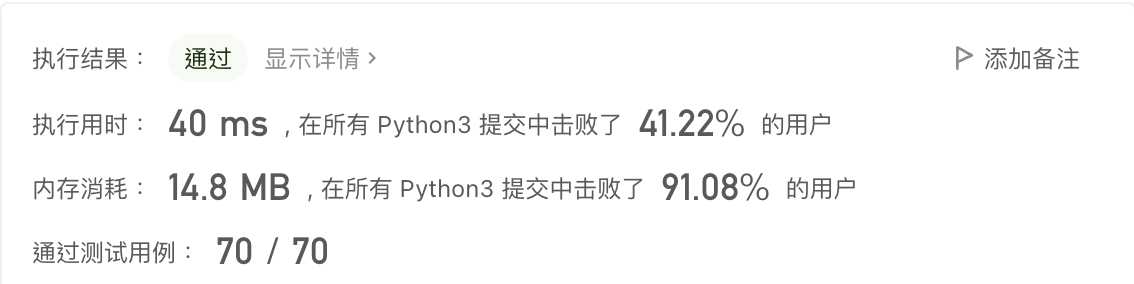 执行结果： 通过 显示详情 > 添加备注
执行用时： 40 ms , 在所有 Python3 提交中击败了 41.22% 的用户
内存消耗： 14.8 MB , 在所有 Python3 提交中击败了 91.08% 的用户
通过测试用例： 70 / 70